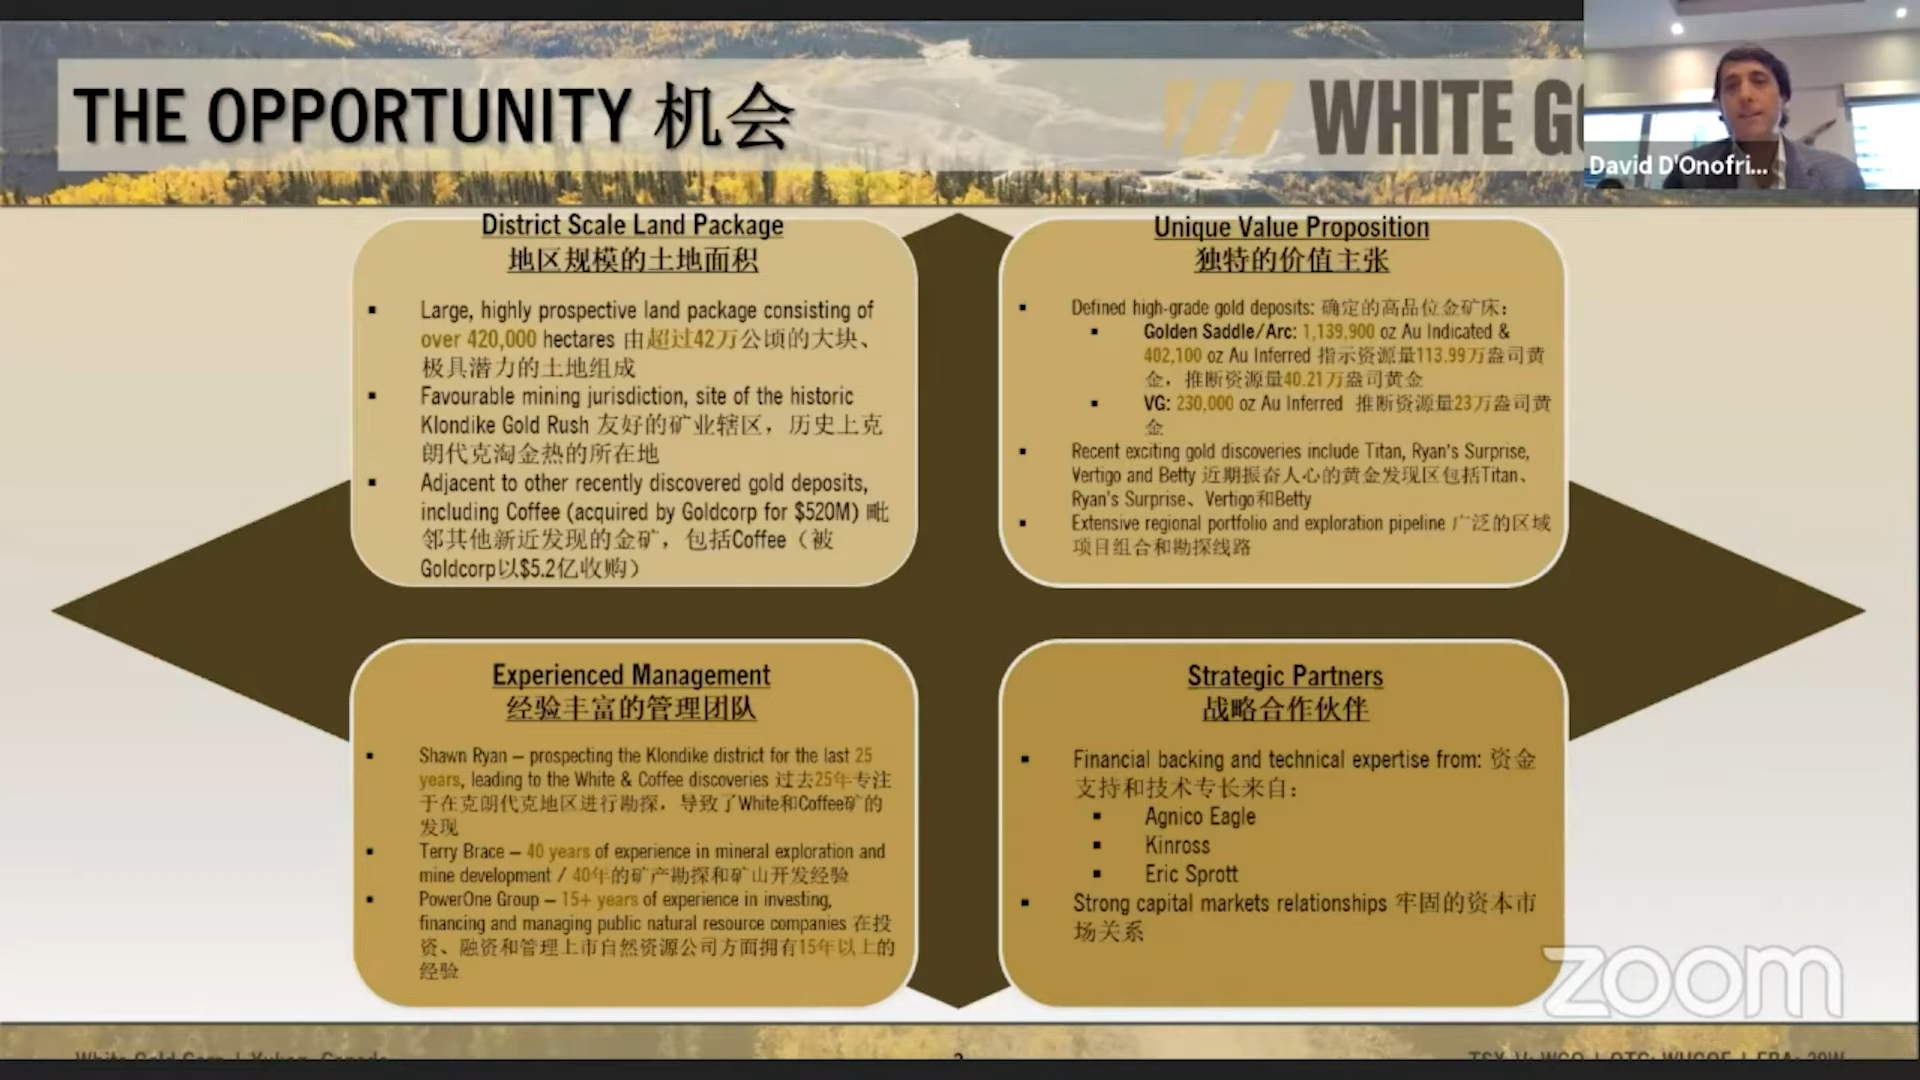 THE OPPORTUNITY 机会
WHITE
David D'Onofri...
District Scale Land Package
地区规模的土地面积
Large, highly prospective land package consisting of
over 420,000 hectares 由超过42万公顷的大块、
极具潜力的土地组成
Favourable mining jurisdiction, site of the historic
Klondike Gold Rush 友好的矿业辖区，历史上克
朗代克淘金热的所在地
Adjacent to other recently discovered gold deposits,
including Coffee (acquired by Goldcorp for $520M) 毗
邻其他新近发现的金矿，包括Coffee（被
Goldcorp以$5.2亿收购）
Unique Value Proposition
独特的价值主张
Defined high-grade gold deposits: 确定的高品位金矿床：
Golden Saddle/Arc: 1,139,900 oz Au Indicated &
402,100 oz Au Inferred 指示资源量113.99万盎司黄
金，推断资源量40.21万盎司黄金
VG: 230,000 oz Au Inferred 推断资源量23万盎司黄
金
Recent exciting gold discoveries include Titan, Ryan's Surprise,
Vertigo and Betty 近期振奋人心的黄金发现区包括Titan、
Ryan's Surprise、Vertigo和Betty
Extensive regional portfolio and exploration pipeline 广泛的区域
项目组合和勘探线路
Experienced Management
经验丰富的管理团队
Shawn Ryan – prospecting the Klondike district for the last 25
years, leading to the White & Coffee discoveries 过去25年专注
于在克朗代克地区进行勘探，导致了White和Coffee矿的
发现
Terry Brace – 40 years of experience in mineral exploration and
mine development / 40年的矿产勘探和矿山开发经验
PowerOne Group – 15+ years of experience in investing,
financing and managing public natural resource companies 在投
资、融资和管理上市自然资源公司方面拥有15年以上的
经验
Strategic Partners
战略合作伙伴
Financial backing and technical expertise from: 资金
支持和技术专长来自：
Agnico Eagle
Kinross
Eric Sprott
Strong capital markets relationships 牢固的资本市
场关系
zoom
White Gold Corp | Yukon, Canada